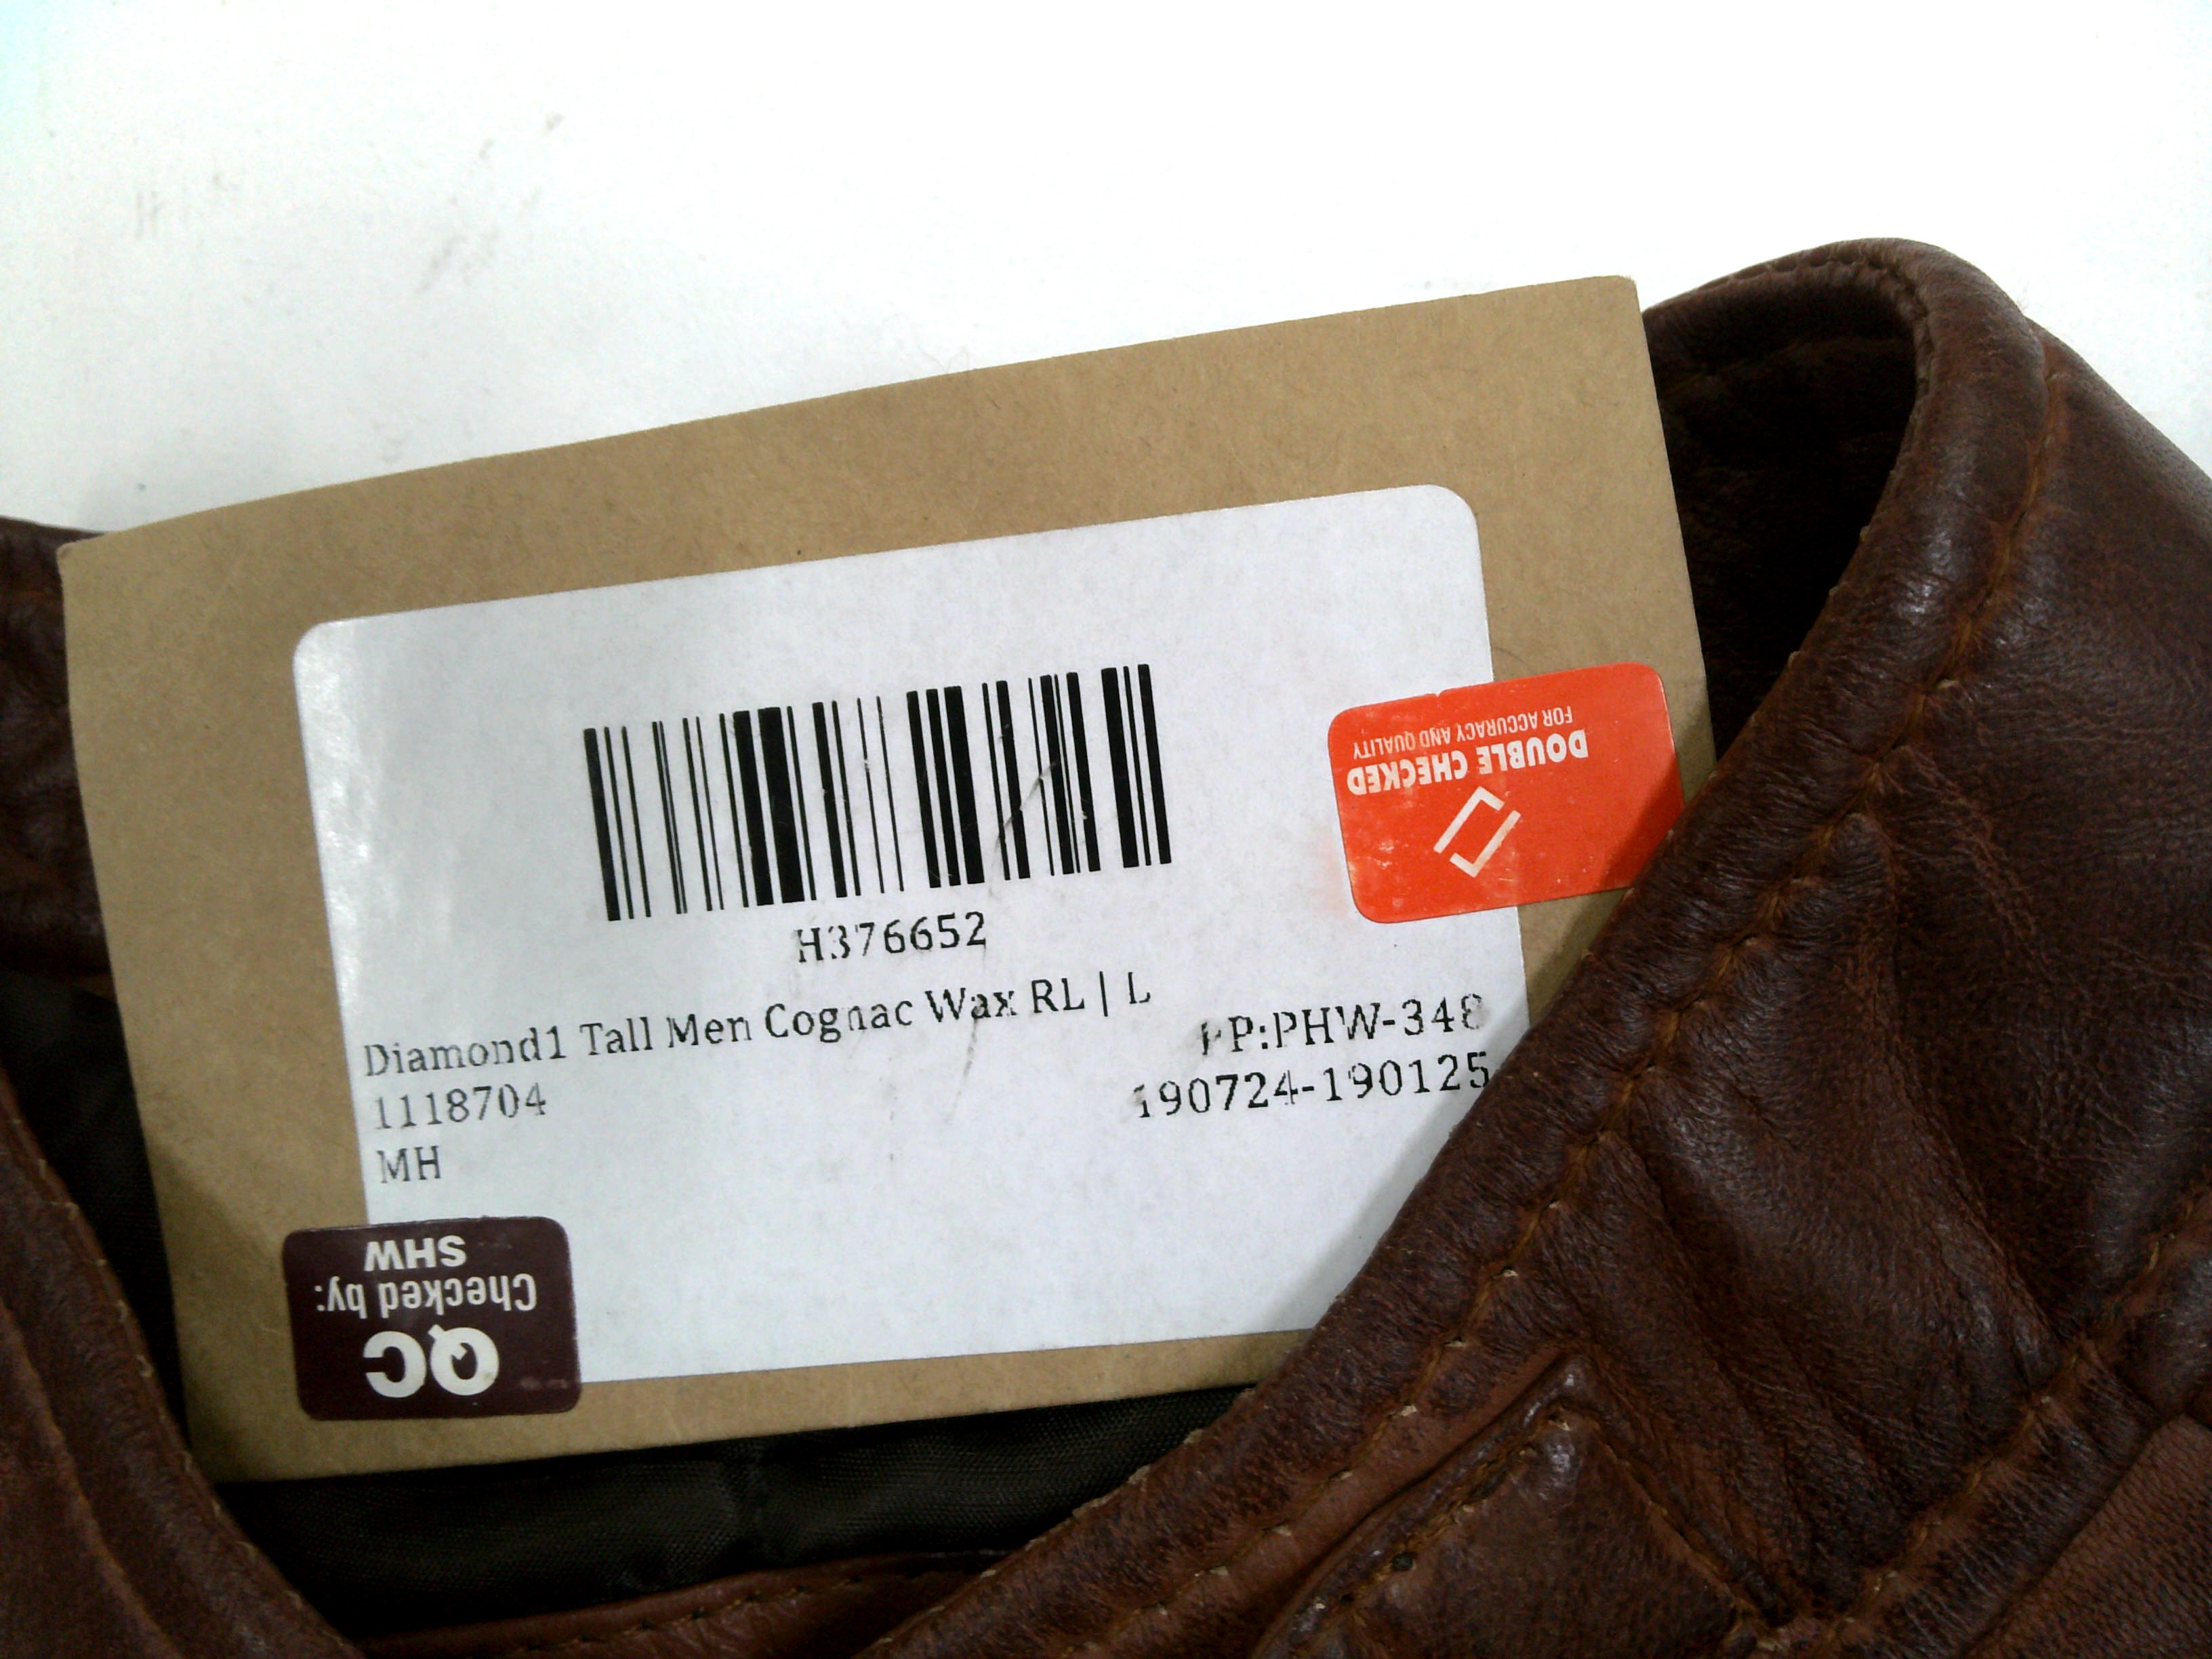 H376652
Diamond1 Tall Men Cognac Wax RL | L
1118704
MH
PP:PHW-348
190724-190125
DOUBLE CHECKED
FOR ACCURACY AND QUALITY
QC
Checked by:
SHW